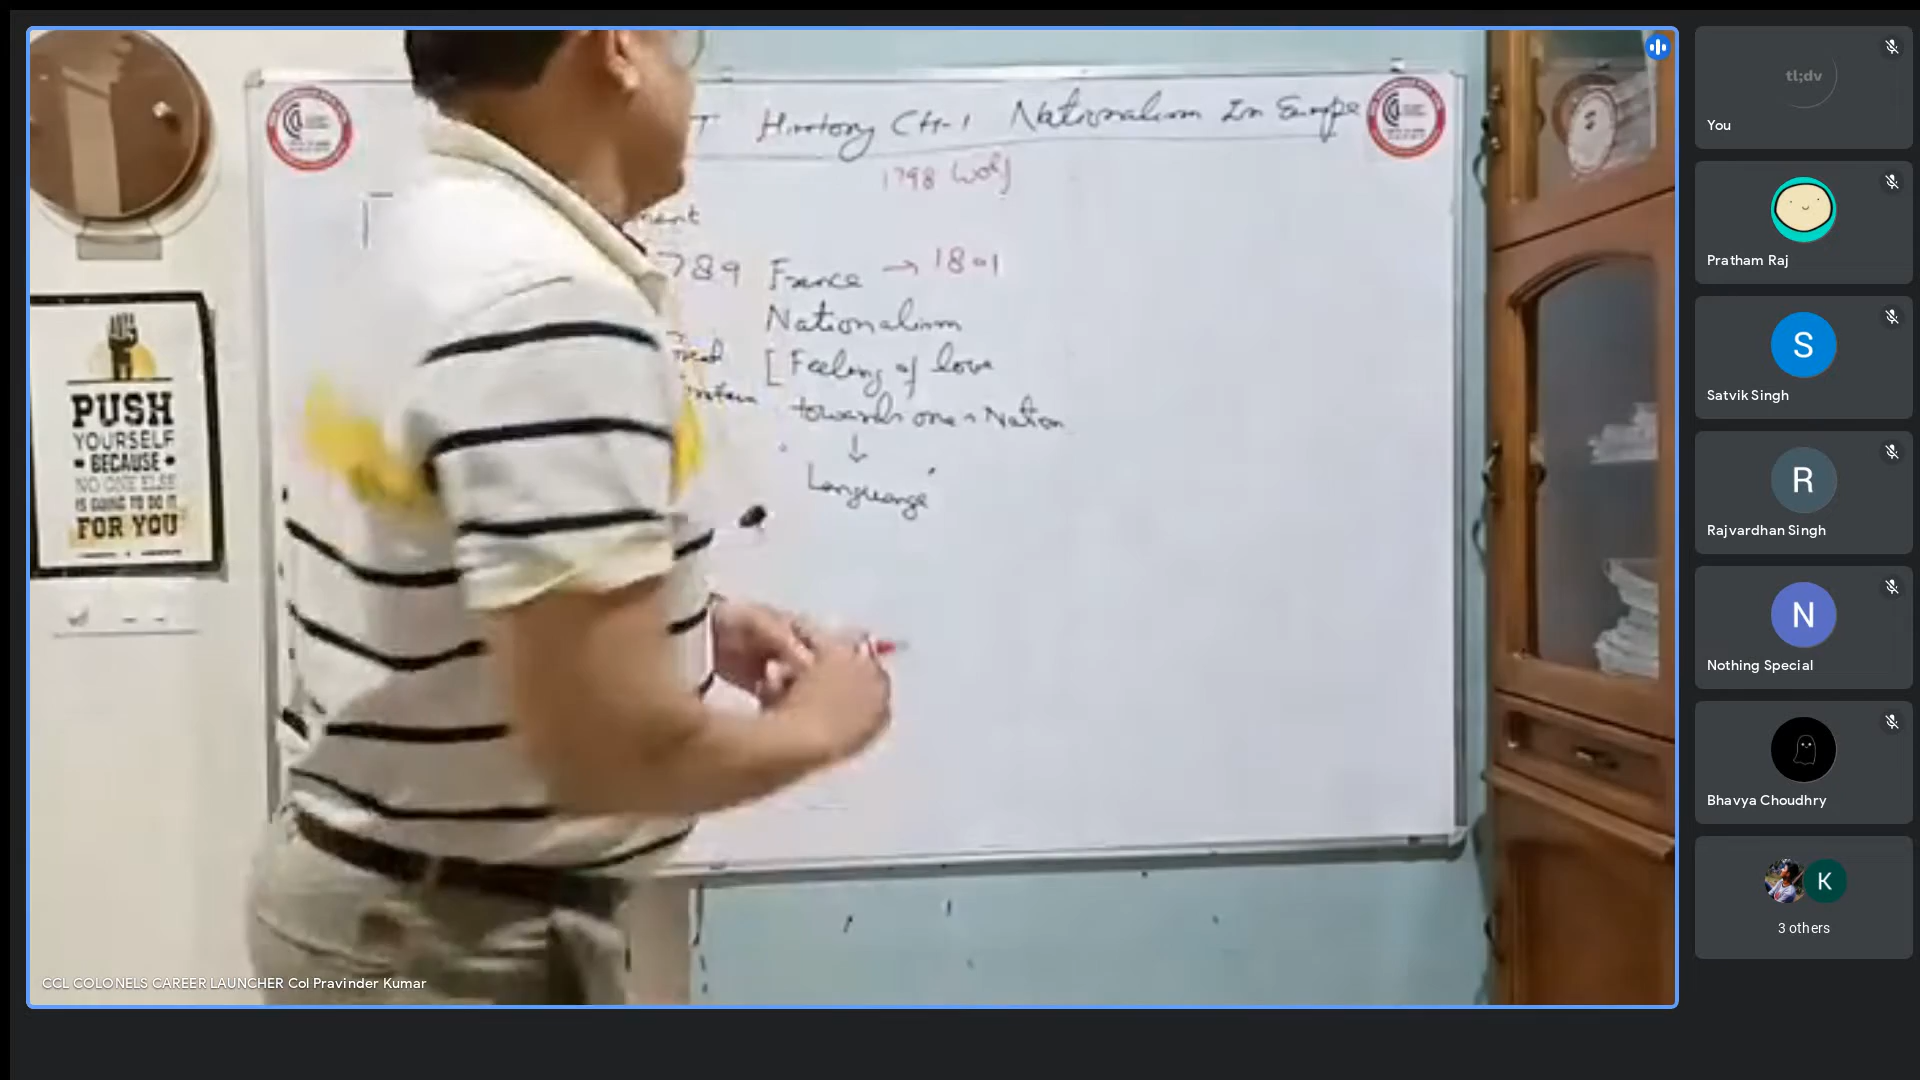 History CH-1 Nationalism In Europe
1798
789 France → 1801
Nationalism
[Feeling of love
towards one's Nation
↓
Language
PUSH
YOURSELF
BECAUSE
NO ONE ELSE
IS GOING TO DO IT
FOR YOU
CCL COLONELS CAREER LAUNCHER Col Pravinder Kumar
tl;dv
You
Pratham Raj
S
Satvik Singh
R
Rajvardhan Singh
N
Nothing Special
Bhavya Choudhry
K
3 others